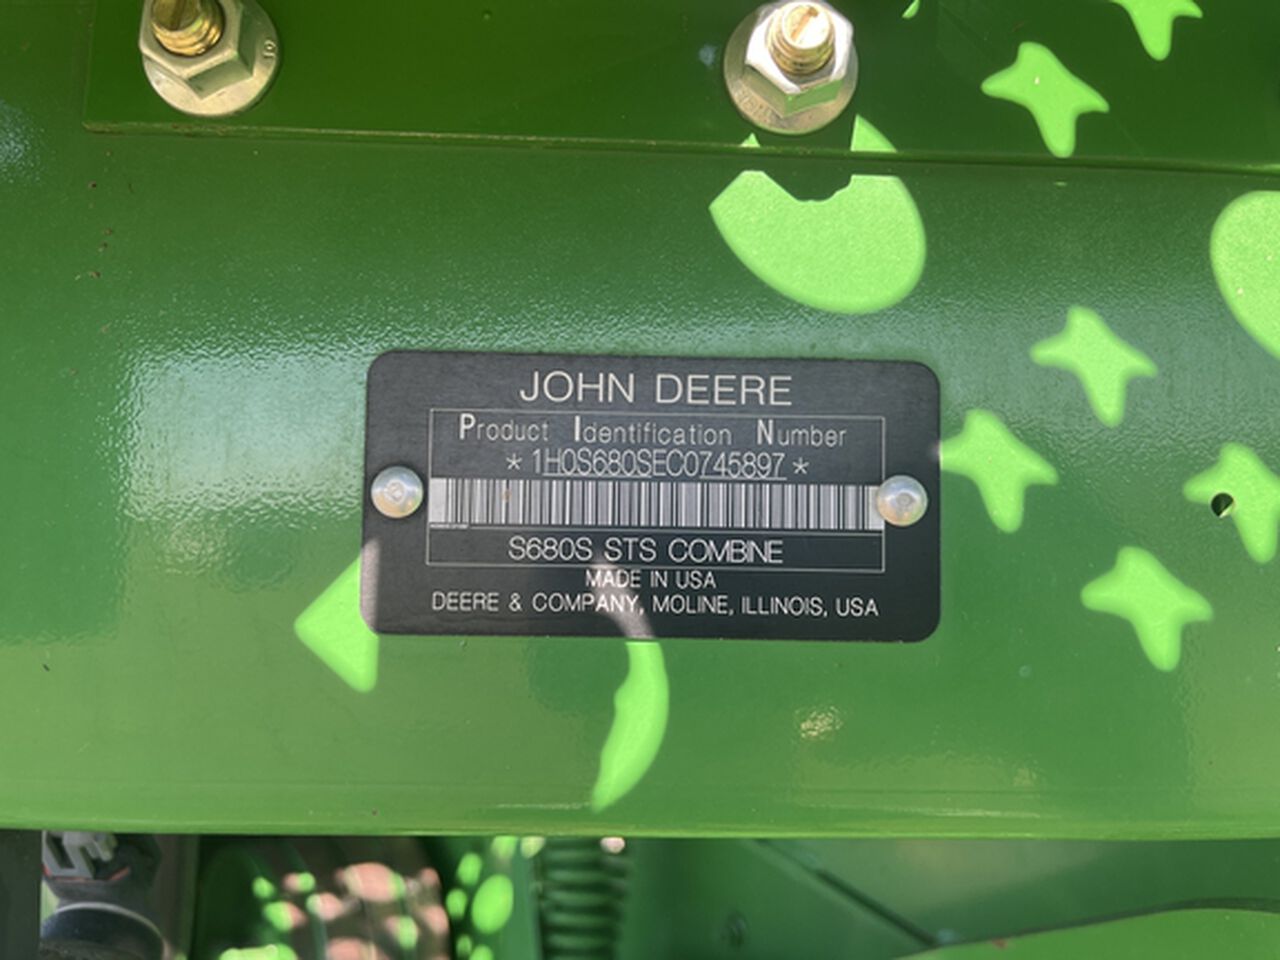 JOHN DEERE
Product Identification Number
*1H0S680SEC0745897*
S680S STS COMBINE
MADE IN USA
DEERE & COMPANY, MOLINE, ILLINOIS, USA